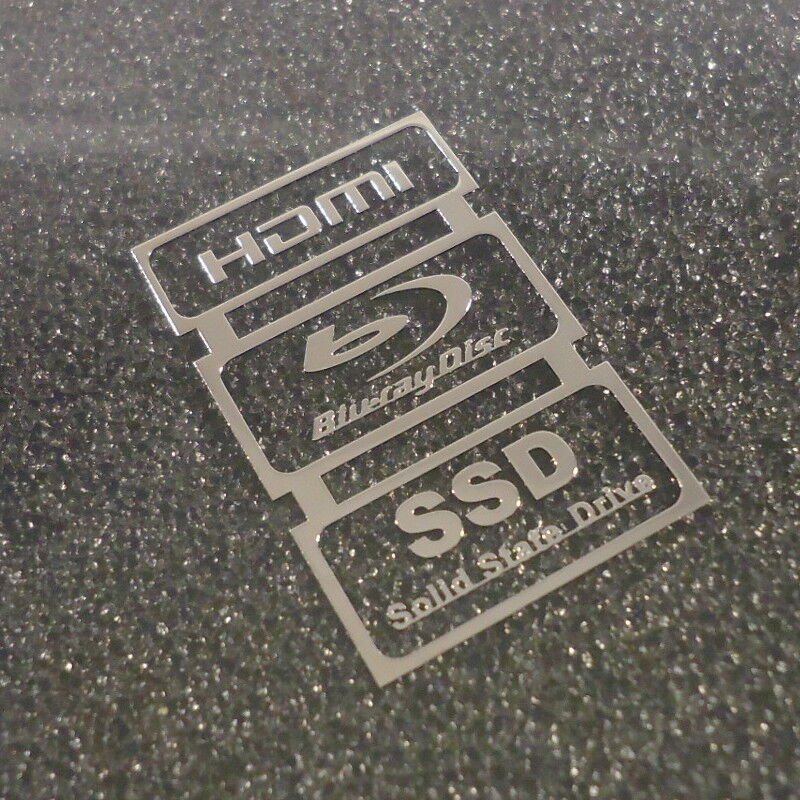 HDMI
b
Blu-ray Disc
SSD
Solid State Drive